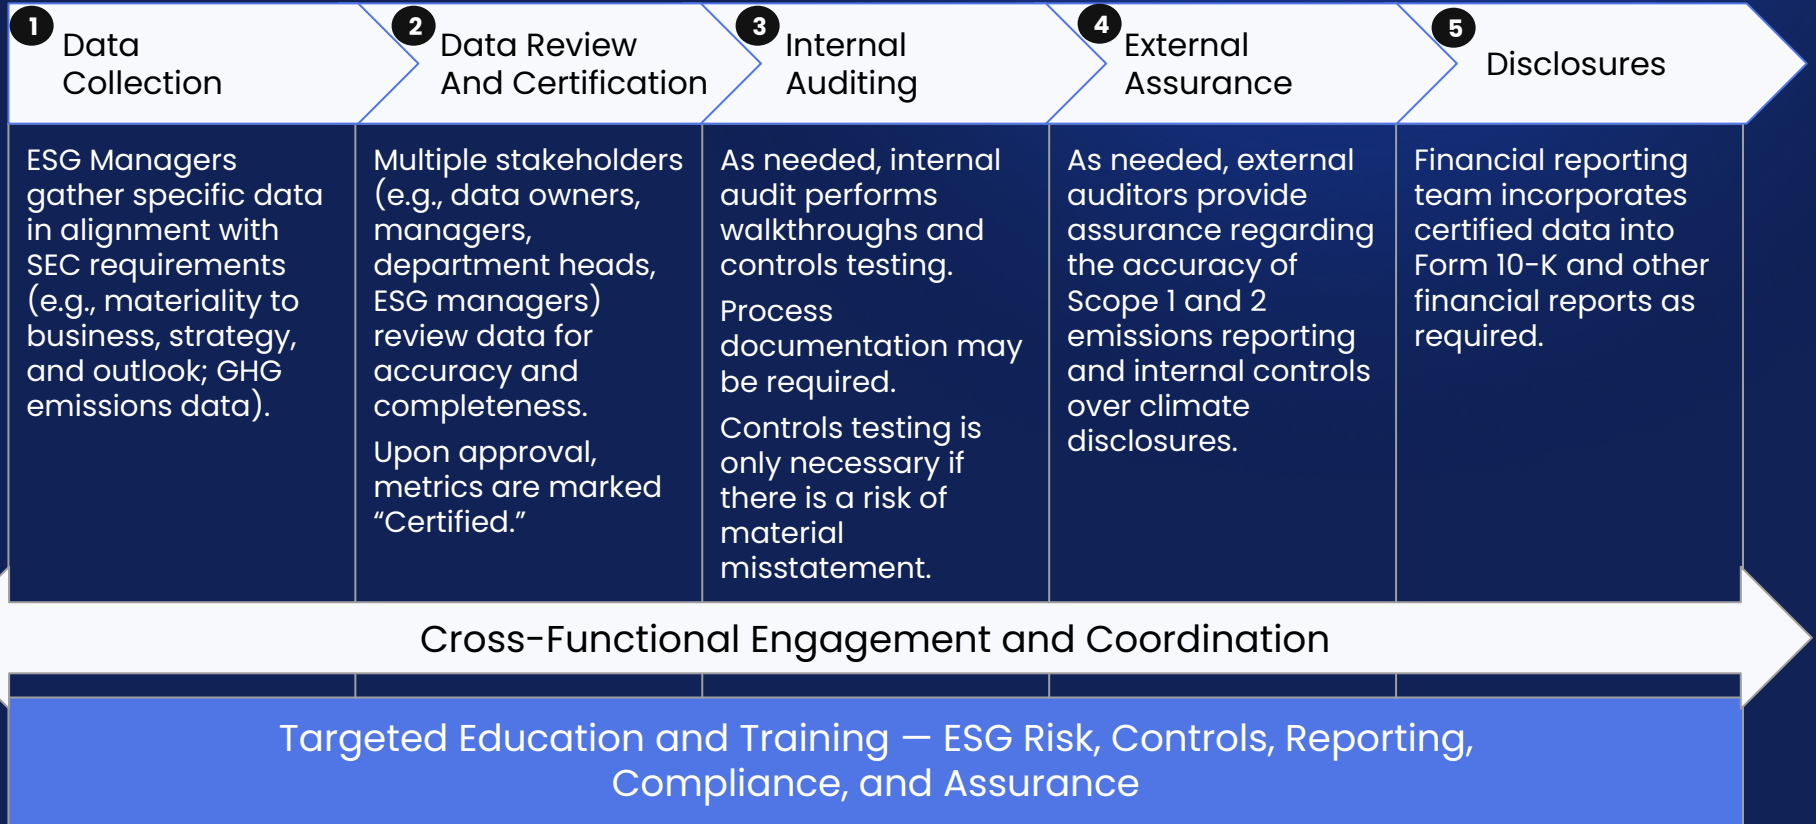 1
Data
Collection
2
Data Review
And Certification
3
Internal
Auditing
4
External
Assurance
5
Disclosures
ESG Managers
gather specific data
in alignment with
SEC requirements
(e.g., materiality to
business, strategy,
and outlook; GHG
emissions data).
Multiple stakeholders
(e.g., data owners,
managers,
department heads,
ESG managers)
review data for
accuracy and
completeness.
Upon approval,
metrics are marked
“Certified.”
As needed, internal
audit performs
walkthroughs and
controls testing.
Process
documentation may
be required.
Controls testing is
only necessary if
there is a risk of
material
misstatement.
As needed, external
auditors provide
assurance regarding
the accuracy of
Scope 1 and 2
emissions reporting
and internal controls
over climate
disclosures.
Financial reporting
team incorporates
certified data into
Form 10-K and other
financial reports as
required.
Cross-Functional Engagement and Coordination
Targeted Education and Training — ESG Risk, Controls, Reporting,
Compliance, and Assurance